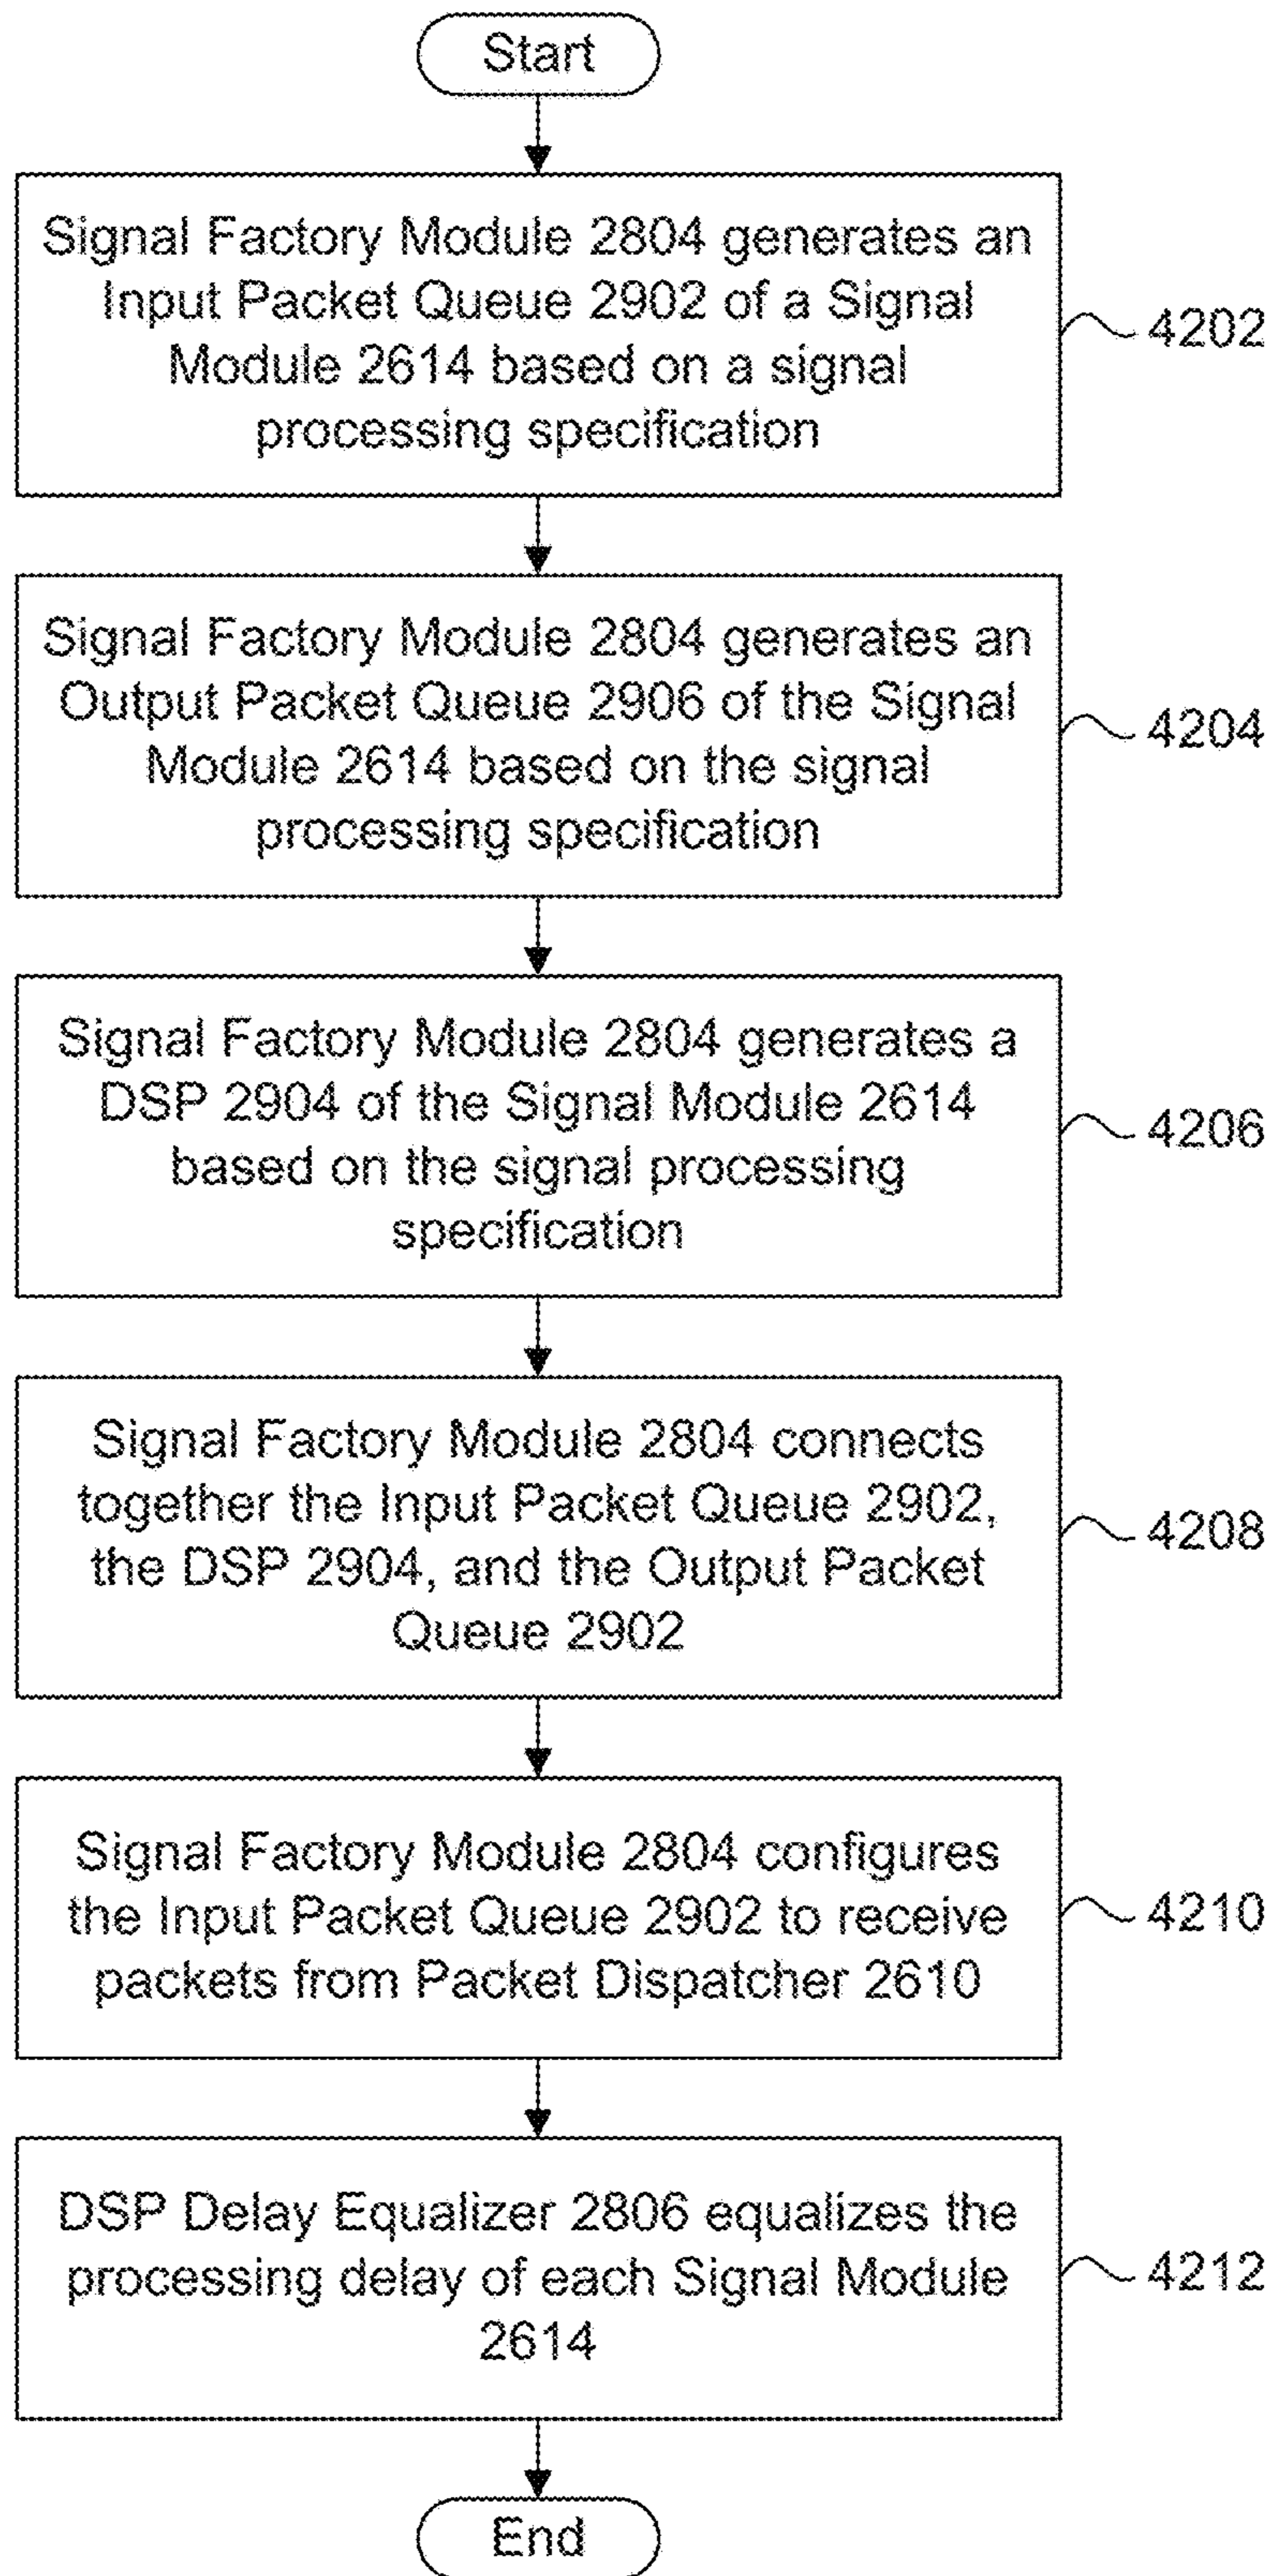 Start
Signal Factory Module 2804 generates an
Input Packet Queue 2902 of a Signal
Module 2614 based on a signal
processing specification
4202
Signal Factory Module 2804 generates an
Output Packet Queue 2906 of the Signal
Module 2614 based on the signal
processing specification
4204
Signal Factory Module 2804 generates a
DSP 2904 of the Signal Module 2614
based on the signal processing
specification
4206
Signal Factory Module 2804 connects
together the Input Packet Queue 2902,
the DSP 2904, and the Output Packet
Queue 2902
4208
Signal Factory Module 2804 configures
the Input Packet Queue 2902 to receive
packets from Packet Dispatcher 2610
4210
DSP Delay Equalizer 2806 equalizes the
processing delay of each Signal Module
2614
4212
End